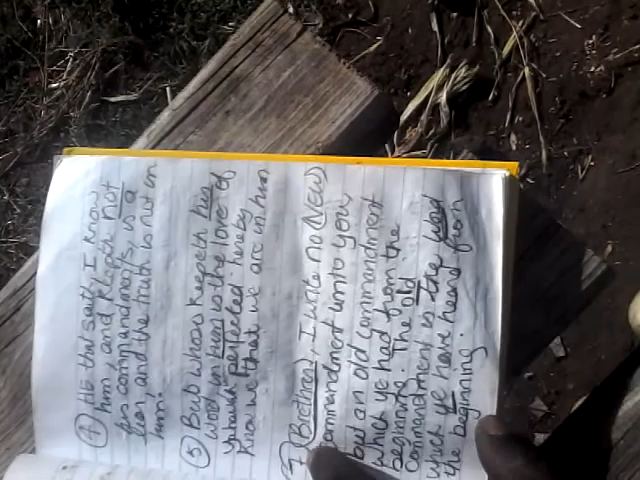 ④ He that saith, I know
him, and Keepth not
his commandments, is a
liar, and the truth is not in
him.
⑤ But whoso Keepeth his
word, in him is the love of
perfected: hereby
Know we that we are in him
⑦ Brethren, I write no New
commandment unto you,
but an old commandment
which ye had from the
beginning. The old
commandment is the word
which ye have heard from
the beginning.